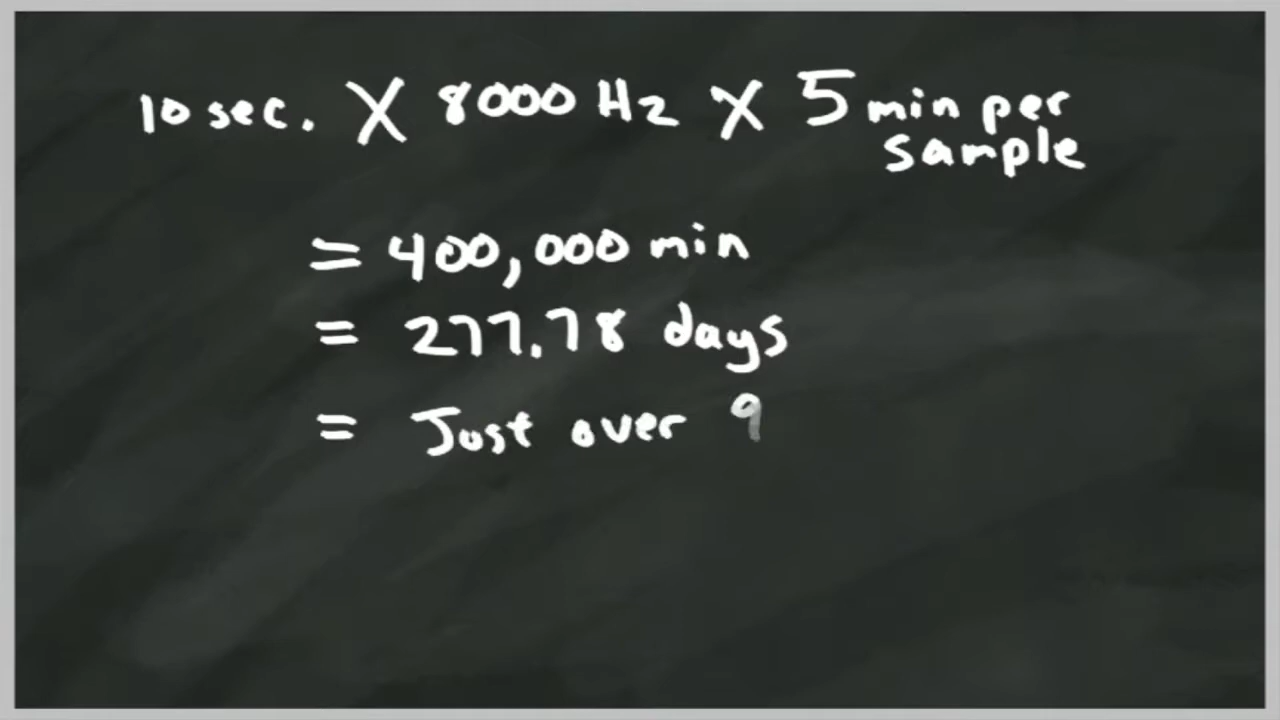 10 sec. X 8000 Hz X 5 min per
sample
= 400,000 min
= 277.78 days
= Just over 9